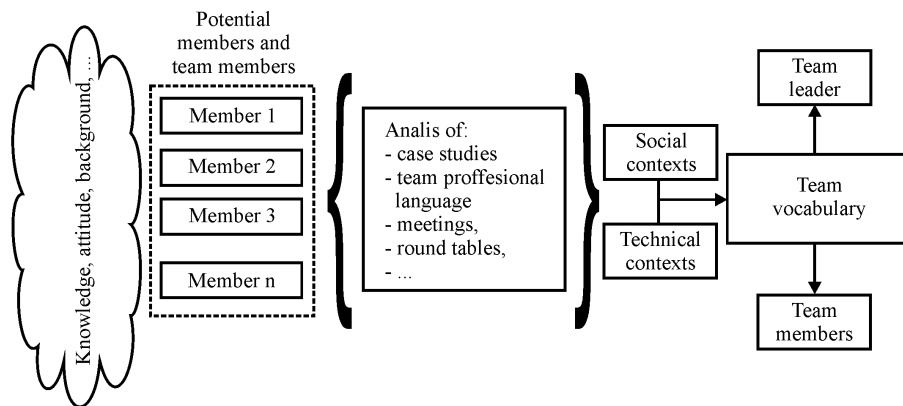 Knowledge, attitude, background, ...
Potential
members and
team members
Member 1
Member 2
Member 3
Member n
Analis of:
- case studies
- team proffesional
language
- meetings,
- round tables,
- ...
Social
contexts
Technical
contexts
Team
leader
Team
vocabulary
Team
members